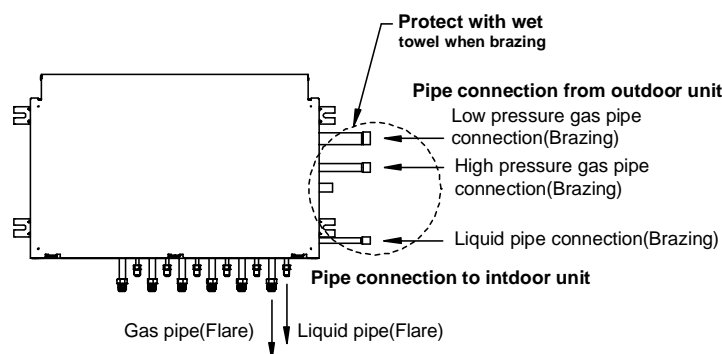 Protect with wet
towel when brazing
Pipe connection from outdoor unit
Low pressure gas pipe
connection(Brazing)
High pressure gas pipe
connection(Brazing)
Liquid pipe connection(Brazing)
Pipe connection to intdoor unit
Gas pipe(Flare)
Liquid pipe(Flare)